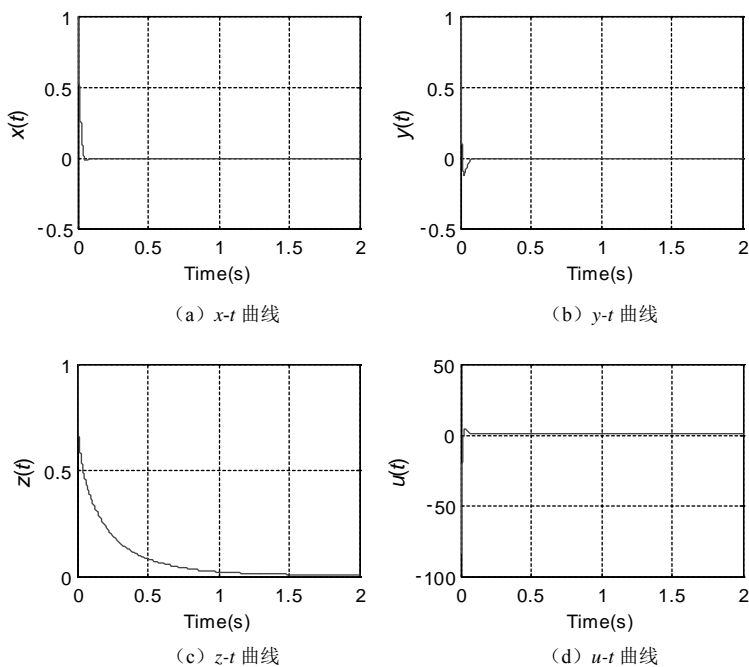 1
0.5
0
-0.5
x(t)
0 0.5 1 1.5 2
Time(s)
(a) x-t 曲线
1
0.5
0
-0.5
y(t)
0 0.5 1 1.5 2
Time(s)
(b) y-t 曲线
1
0.5
0
z(t)
0 0.5 1 1.5 2
Time(s)
(c) z-t 曲线
50
0
-50
-100
u(t)
0 0.5 1 1.5 2
Time(s)
(d) u-t 曲线